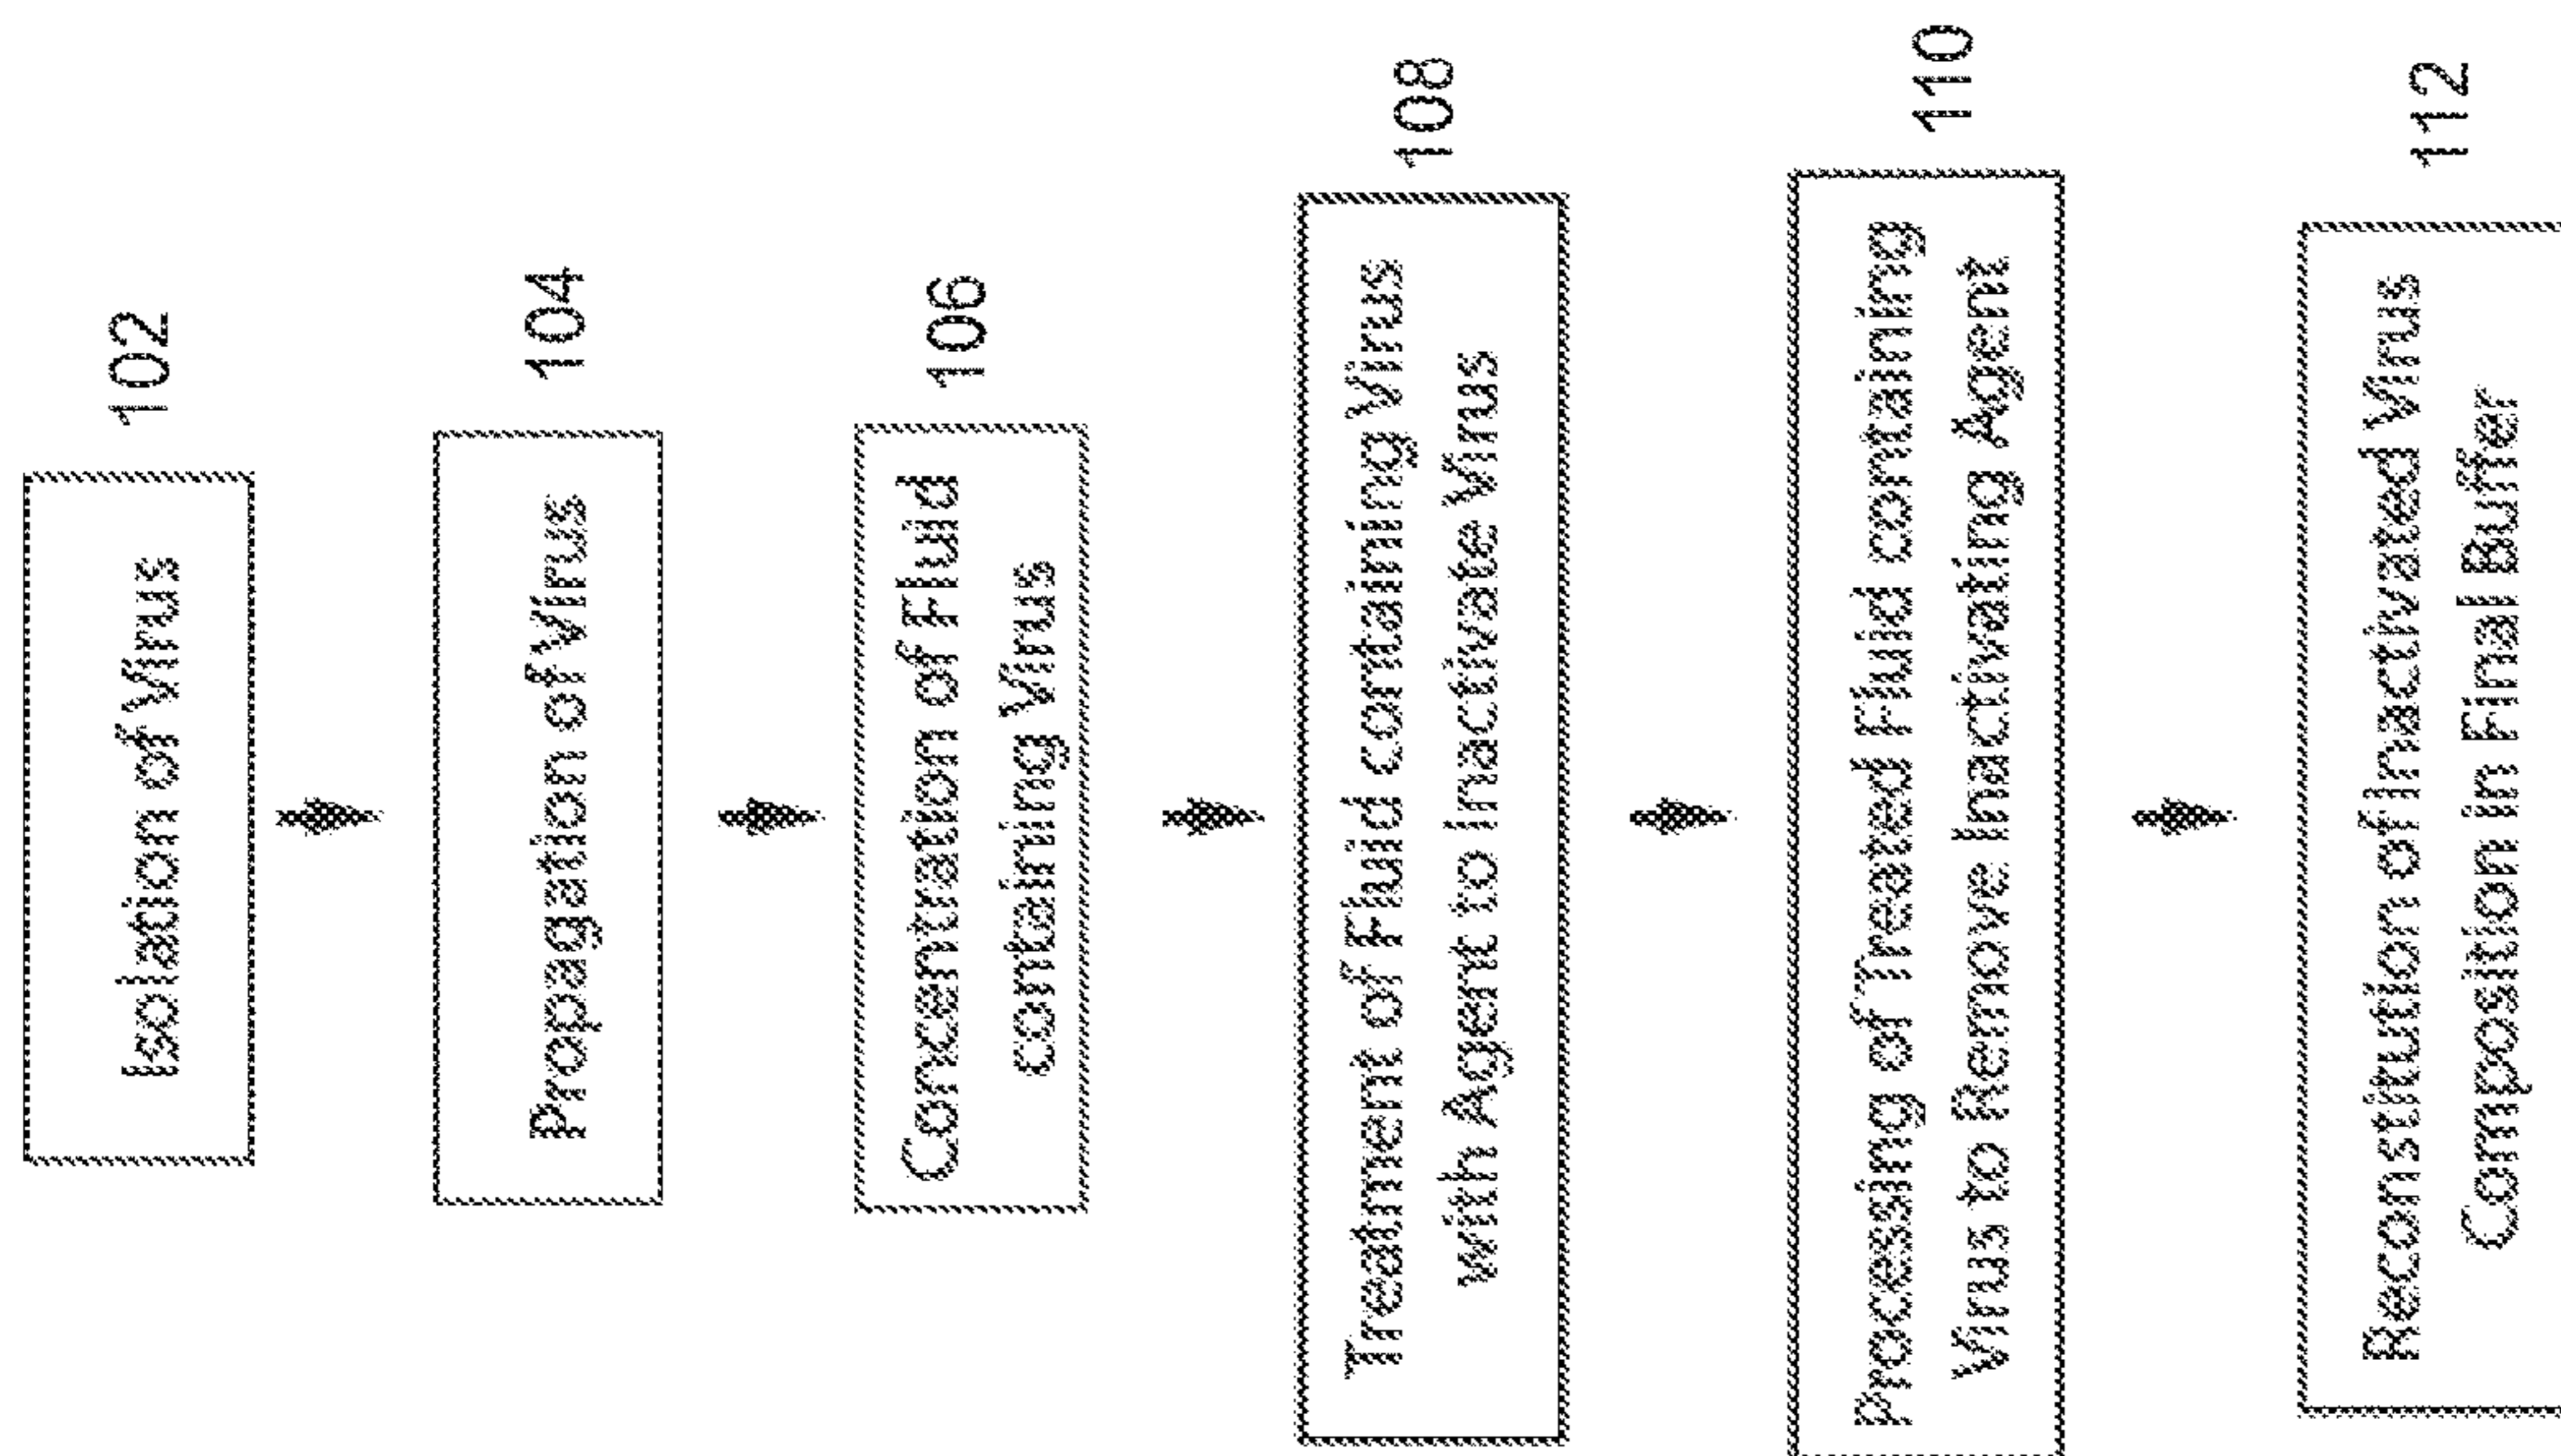 102
Isolation of Virus
104
Propagation of Virus
106
Concentration of Fluid
containing Virus
108
Treatment of Fluid containing Virus
with Agent to Inactivate Virus
110
Processing of Treated Fluid containing
Virus to Remove Inactivating Agent
112
Reconstitution of Inactivated Virus
Composition in Final Buffer